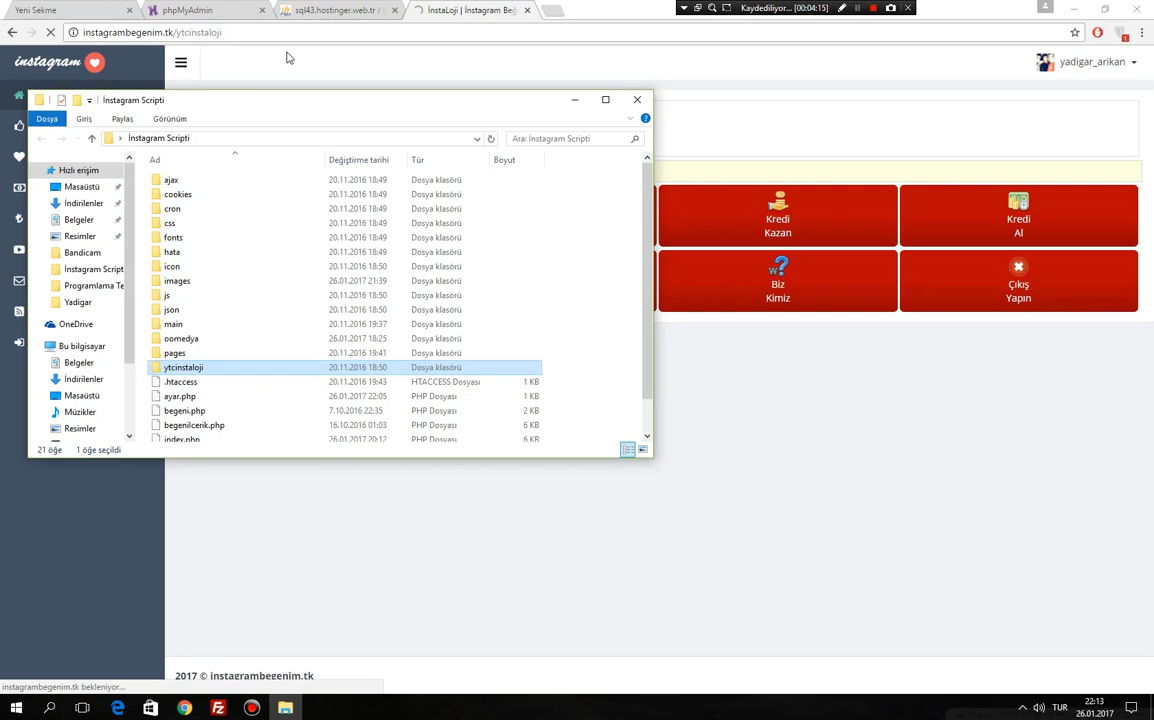 Yeni Sekme
phpMyAdmin
sql43.hostinger.web.tr /
İnstaLoji | İnstagram Beğ
Kaydediliyor... [00:04:15]
instagrambegenim.tk/ytcinstaloji
instagram
yadigar_arikan
İnstagram Scripti
Dosya
Giriş
Paylaş
Görünüm
İnstagram Scripti
Ara: İnstagram Scripti
Ad
Değiştirme tarihi
Tür
Boyut
Hızlı erişim
Masaüstü
İndirilenler
Belgeler
Resimler
Bandicam
İnstagram Script
Programlama Te
Yadigar
OneDrive
Bu bilgisayar
Belgeler
İndirilenler
Masaüstü
Müzikler
Resimler
ajax 20.11.2016 18:49 Dosya klasörü
cookies 20.11.2016 18:49 Dosya klasörü
cron 20.11.2016 18:49 Dosya klasörü
css 20.11.2016 18:49 Dosya klasörü
fonts 20.11.2016 18:49 Dosya klasörü
hata 20.11.2016 18:49 Dosya klasörü
icon 20.11.2016 18:50 Dosya klasörü
images 26.01.2017 21:39 Dosya klasörü
js 20.11.2016 18:50 Dosya klasörü
json 20.11.2016 18:50 Dosya klasörü
main 20.11.2016 19:37 Dosya klasörü
oomedya 26.01.2017 18:25 Dosya klasörü
pages 20.11.2016 19:41 Dosya klasörü
ytcinstaloji 20.11.2016 18:50 Dosya klasörü
.htaccess 20.11.2016 19:43 HTACCESS Dosyası 1 KB
ayar.php 26.01.2017 22:05 PHP Dosyası 1 KB
begeni.php 7.10.2016 22:35 PHP Dosyası 2 KB
begenilcerik.php 16.10.2016 01:03 PHP Dosyası 6 KB
index.php 26.01.2017 20:12 PHP Dosyası 6 KB
21 öğe
1 öğe seçildi
Kredi
Kazan
Kredi
Al
Biz
Kimiz
Çıkış
Yapın
2017 © instagrambegenim.tk
instagrambegenim.tk bekleniyor...
TUR
22:13
26.01.2017